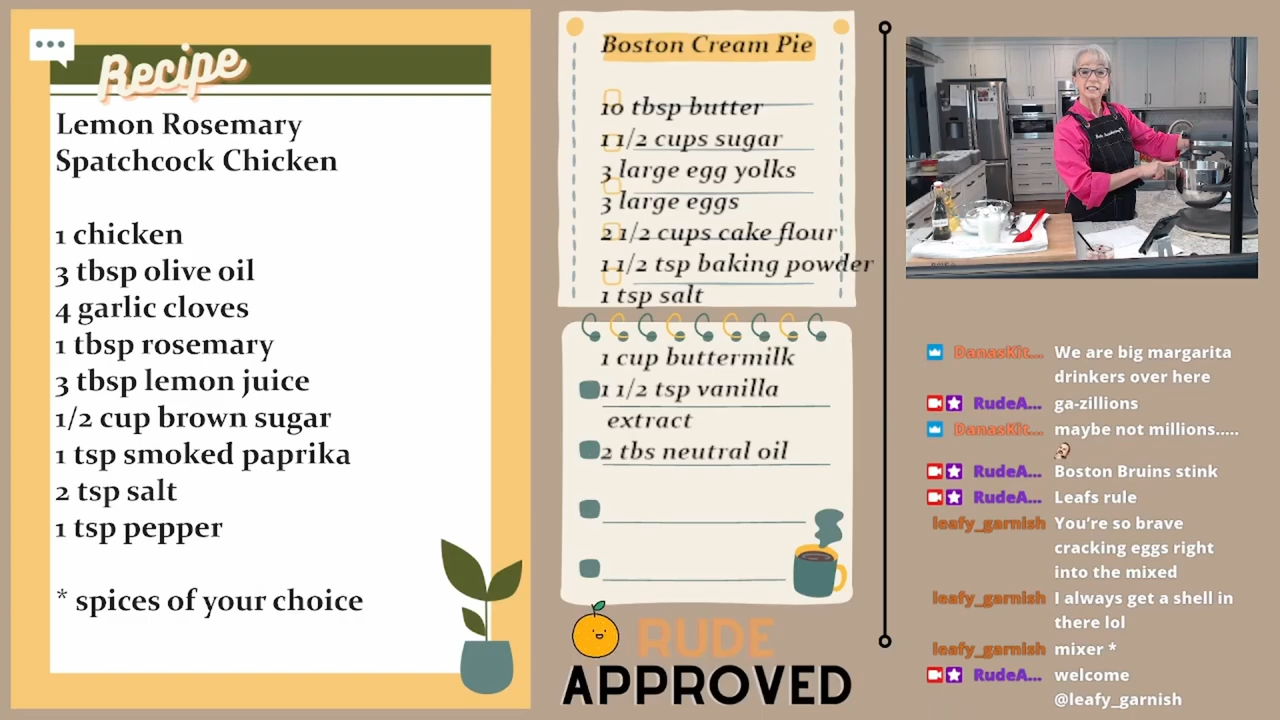 Recipe
Lemon Rosemary
Spatchcock Chicken
1 chicken
3 tbsp olive oil
4 garlic cloves
1 tbsp rosemary
3 tbsp lemon juice
1/2 cup brown sugar
1 tsp smoked paprika
2 tsp salt
1 tsp pepper
* spices of your choice
Boston Cream Pie
10 tbsp butter
1 1/2 cups sugar
3 large egg yolks
3 large eggs
2 1/2 cups cake flour
1 1/2 tsp baking powder
1 tsp salt
1 cup buttermilk
1 1/2 tsp vanilla
extract
2 tbs neutral oil
RUDE
APPROVED
DanasKit... We are big margarita
drinkers over here
RudeA... ga-zillions
DanasKit... maybe not millions.....
RudeA... Boston Bruins stink
RudeA... Leafs rule
leafy_garnish You're so brave
cracking eggs right
into the mixed
leafy_garnish I always get a shell in
there lol
leafy_garnish mixer *
RudeA... welcome
@leafy_garnish